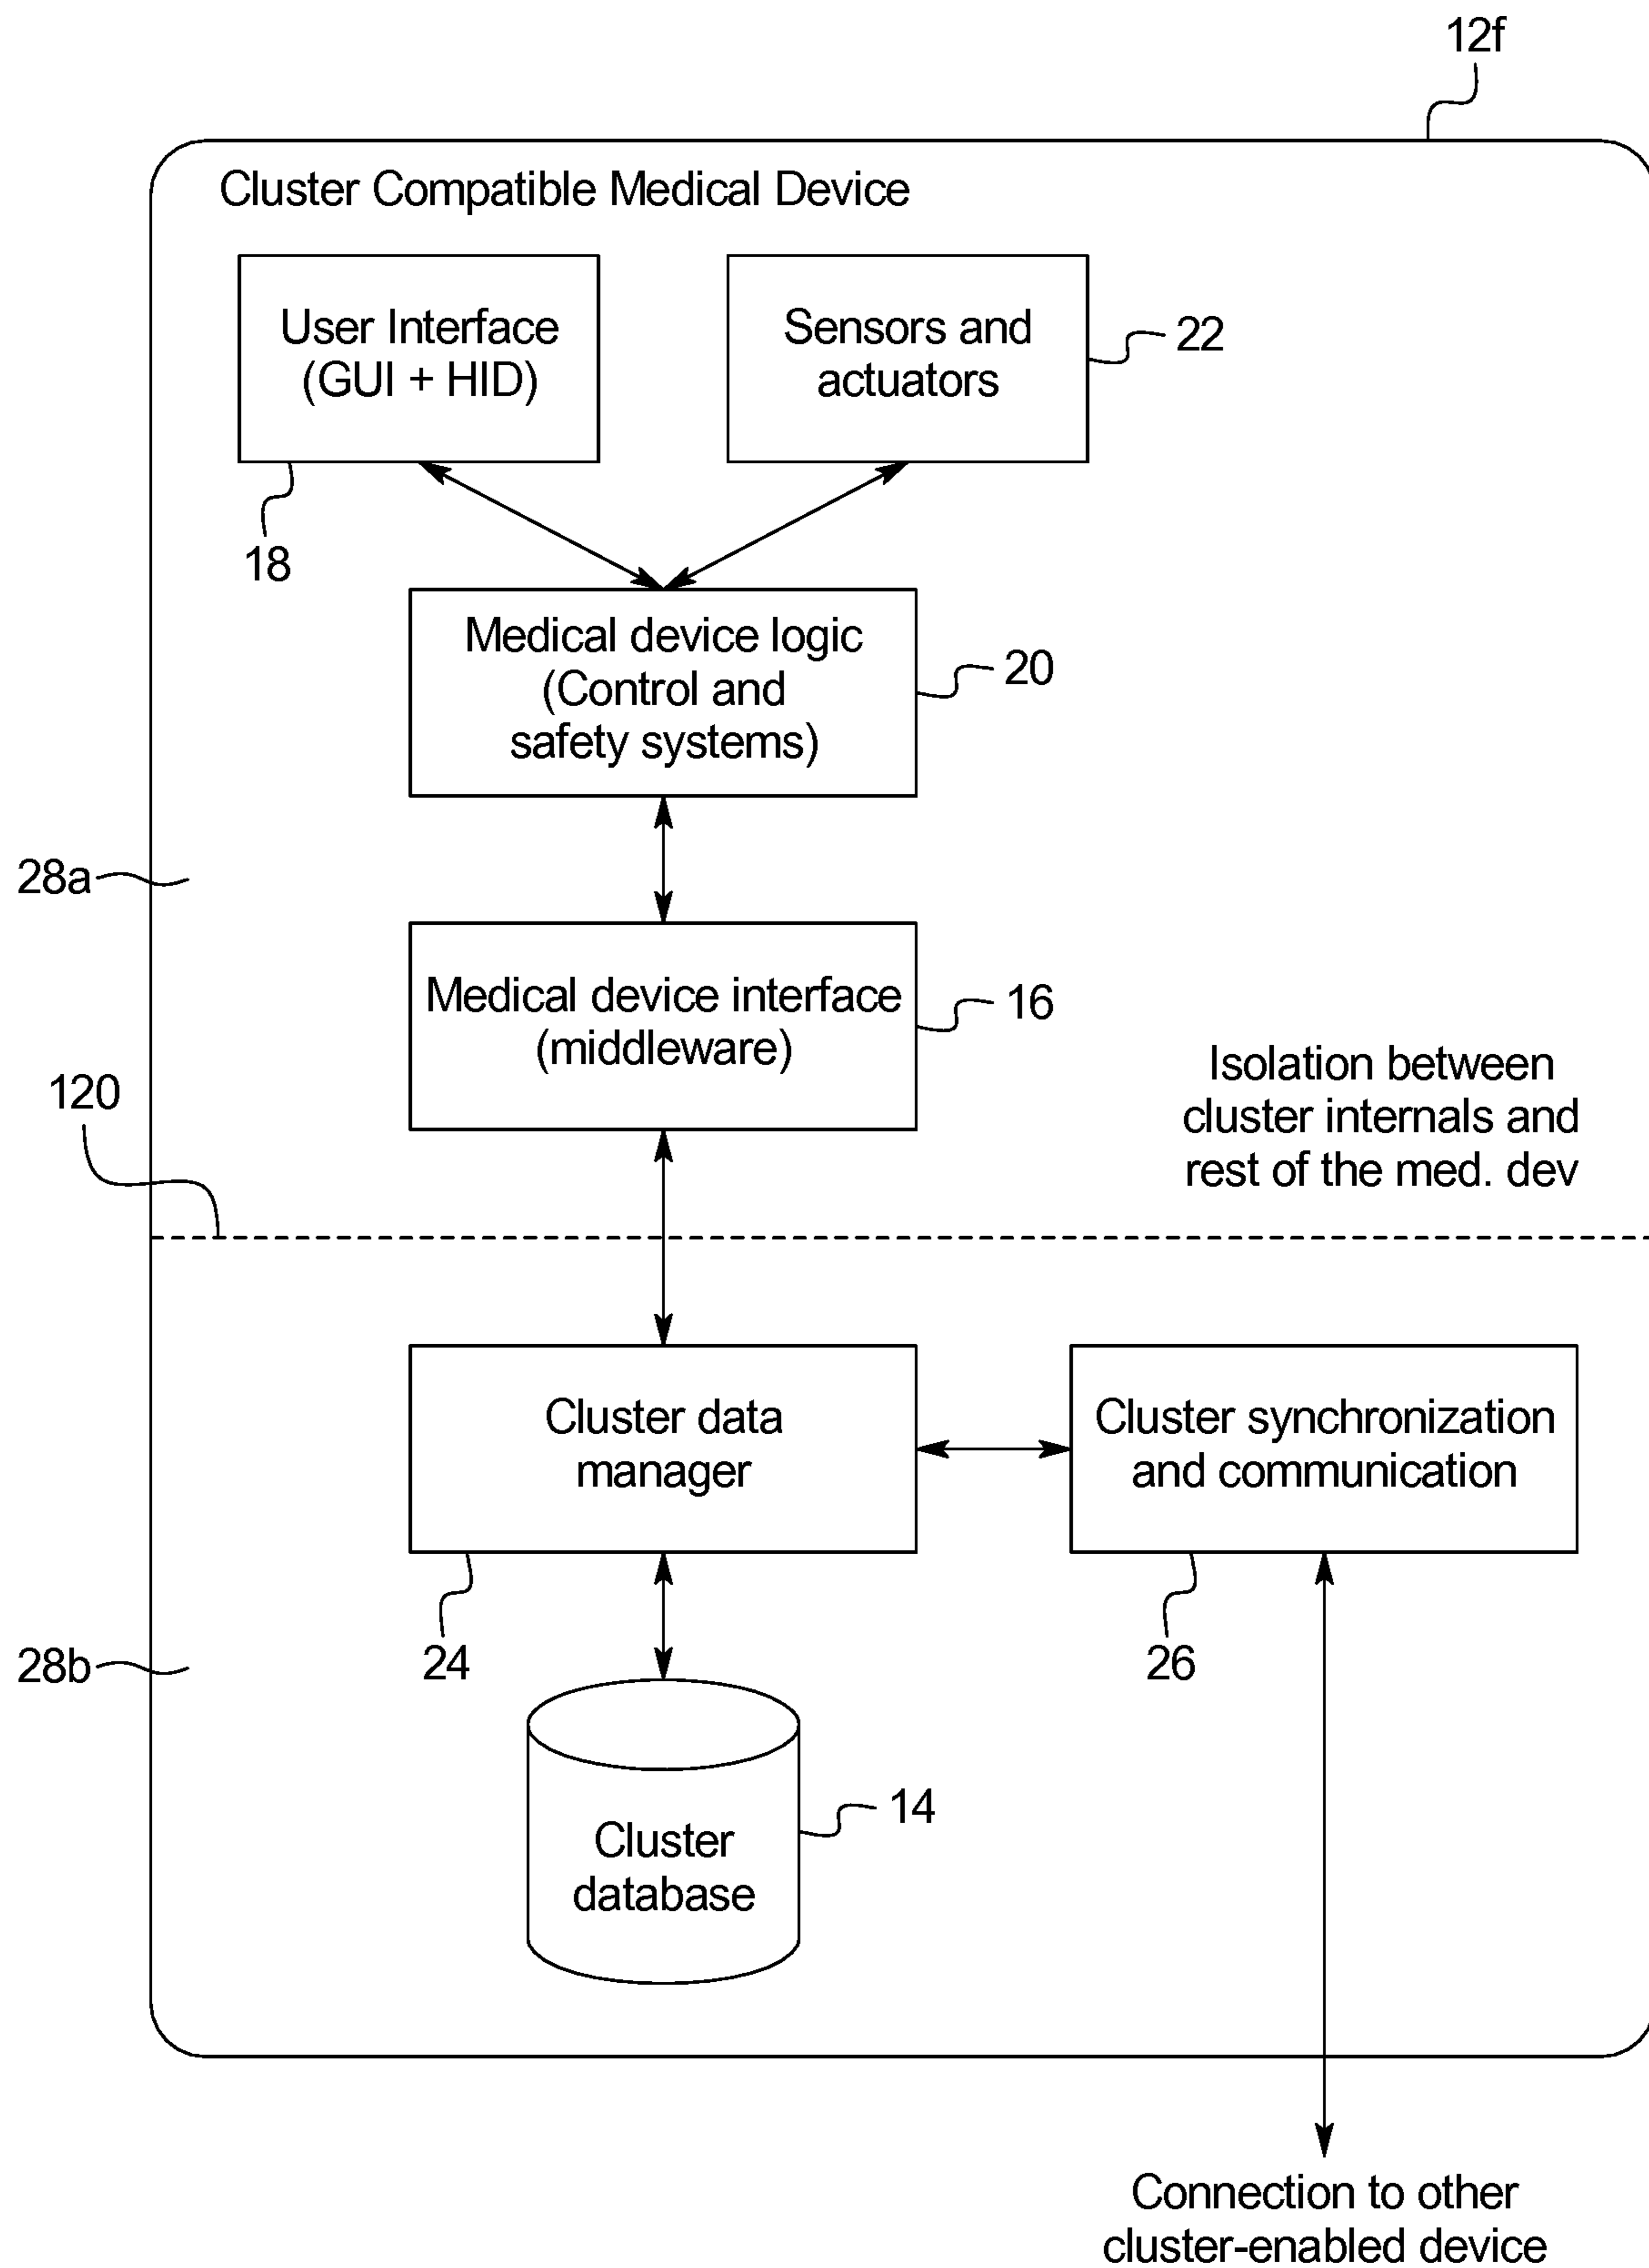 12f
Cluster Compatible Medical Device
User Interface
(GUI + HID)
Sensors and
actuators
22
18
Medical device logic
(Control and
safety systems)
20
28a
Medical device interface
(middleware)
16
120
Isolation between
cluster internals and
rest of the med. dev
Cluster data
manager
Cluster synchronization
and communication
24
26
28b
Cluster
database
14
Connection to other
cluster-enabled device